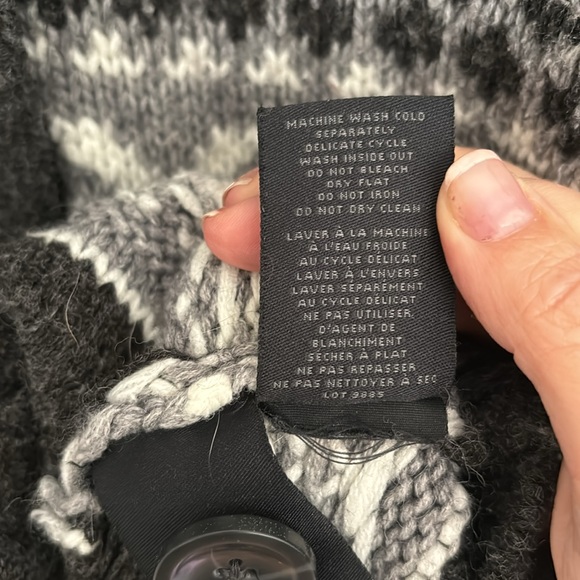 MACHINE WASH COLD
SEPARATELY
DELICATE CYCLE
WASH INSIDE OUT
DO NOT BLEACH
DRY FLAT
DO NOT IRON
DO NOT DRY CLEAN
LAVER À LA MACHINE
À L'EAU FROIDE
AU CYCLE DÉLICAT
LAVER À L'ENVERS
LAVER SÉPARÉMENT
AU CYCLE DÉLICAT
NE PAS UTILISER
D'AGENT DE
BLANCHIMENT
SÉCHER À PLAT
NE PAS REPASSER
NE PAS NETTOYER À SEC
LOT 9885